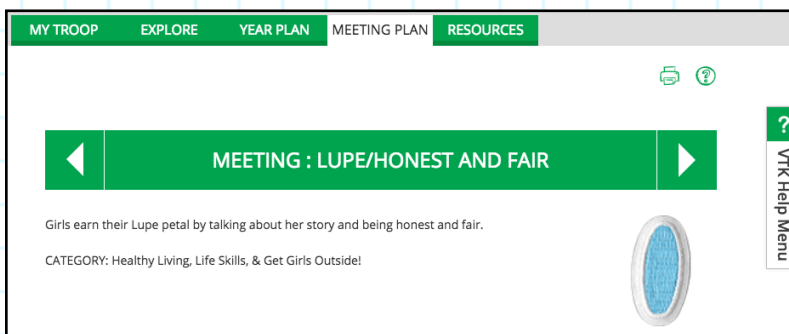 MY TROOP EXPLORE YEAR PLAN MEETING PLAN RESOURCES
?
MEETING : LUPE/HONEST AND FAIR
? VTK Help Menu
Girls earn their Lupe petal by talking about her story and being honest and fair.
CATEGORY: Healthy Living, Life Skills, & Get Girls Outside!